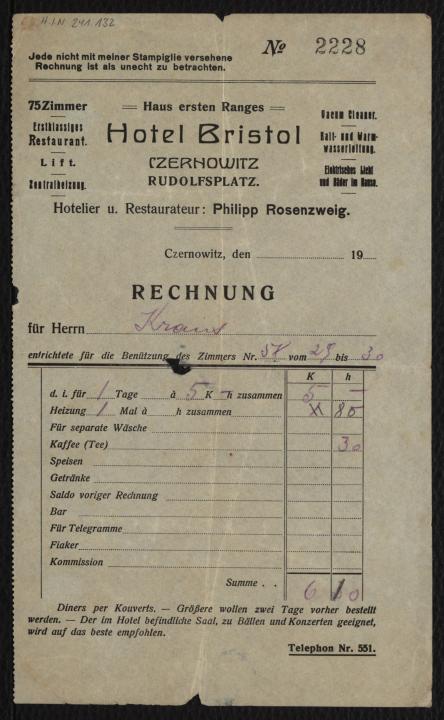 H.I.N 241.132
Jede nicht mit meiner Stampiglie versehene
Rechnung ist als unecht zu betrachten.
No 2228
75 Zimmer
Erstklassiges
Restaurant.
Lift.
Zentralheizung.
Haus ersten Ranges
Hotel Bristol
CZERNOWITZ
RUDOLFSPLATZ.
Vacum Cleaner.
Kalt- und Warm-
wasserleitung.
Elektrisches Licht
und Bäder im Hause.
Hotelier u. Restaurateur: Philipp Rosenzweig.
Czernowitz, den 19
RECHNUNG
für Herrn Kraus
entrichtete für die Benützung des Zimmers Nr. 58 vom 29 bis 30
K h
d. i. für 1 Tage à 5 K – h zusammen 5 –
Heizung 1 Mal à h zusammen 80
Für separate Wäsche
Kaffee (Tee) 30
Speisen
Getränke
Saldo voriger Rechnung
Bar
Für Telegramme
Fiaker
Kommission
Summe . . 6 10
Diners per Kouverts. — Größere wollen zwei Tage vorher bestellt
werden. — Der im Hotel befindliche Saal, zu Bällen und Konzerten geeignet,
wird auf das beste empfohlen.
Telephon Nr. 551.